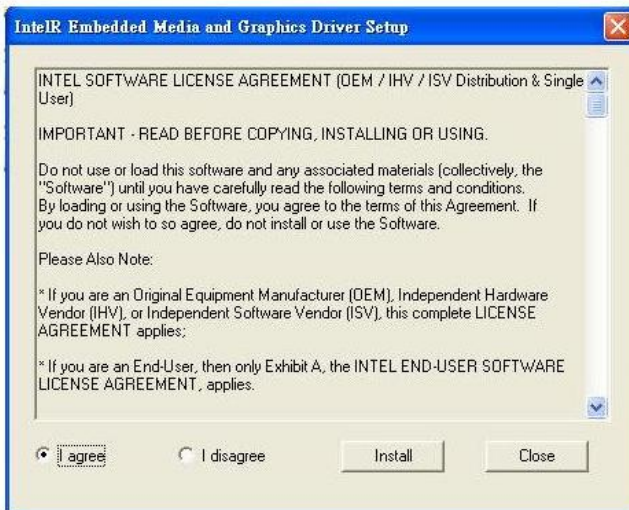 IntelR Embedded Media and Graphics Driver Setup
INTEL SOFTWARE LICENSE AGREEMENT (OEM / IHV / ISV Distribution & Single
User)
IMPORTANT - READ BEFORE COPYING, INSTALLING OR USING.
Do not use or load this software and any associated materials (collectively, the
"Software") until you have carefully read the following terms and conditions.
By loading or using the Software, you agree to the terms of this Agreement.  If
you do not wish to so agree, do not install or use the Software.
Please Also Note:
* If you are an Original Equipment Manufacturer (OEM), Independent Hardware
Vendor (IHV), or Independent Software Vendor (ISV), this complete LICENSE
AGREEMENT applies;
* If you are an End-User, then only Exhibit A, the INTEL END-USER SOFTWARE
LICENSE AGREEMENT, applies.
I agree
I disagree
Install
Close